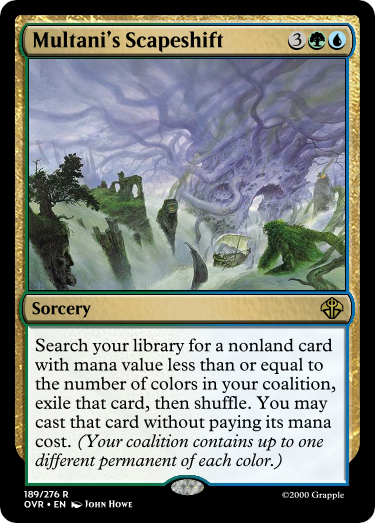 Multani's Scapeshift 3
Sorcery
Search your library for a nonland card
with mana value less than or equal to
the number of colors in your coalition,
exile that card, then shuffle. You may
cast that card without paying its mana
cost. (Your coalition contains up to one
different permanent of each color.)
189/276 R
OVR • EN John Howe
©2000 Grapple